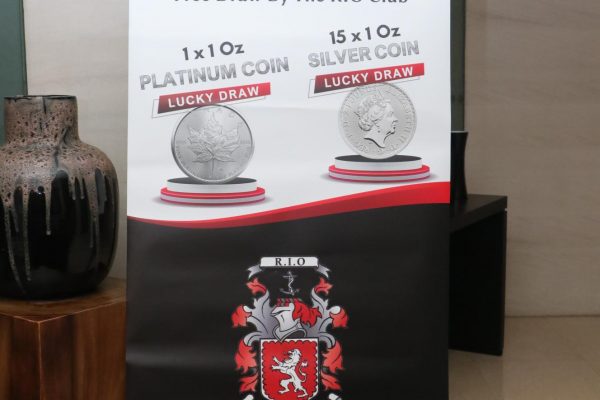 Free Draw By The R.I.O Club
1 x 1 Oz
PLATINUM COIN
LUCKY DRAW
15 x 1 Oz
SILVER COIN
LUCKY DRAW
R.I.O